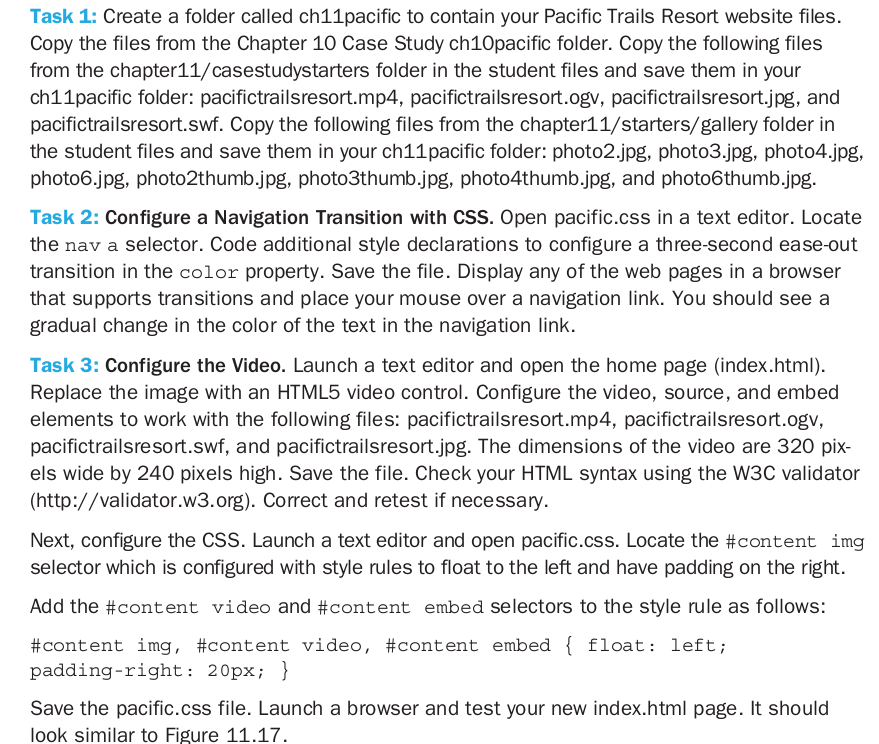 Task 1: Create a folder called ch11pacific to contain your Pacific Trails Resort website files.
Copy the files from the Chapter 10 Case Study ch10pacific folder. Copy the following files
from the chapter11/casestudystarters folder in the student files and save them in your
ch11pacific folder: pacifictrailsresort.mp4, pacifictrailsresort.ogv, pacifictrailsresort.jpg, and
pacifictrailsresort.swf. Copy the following files from the chapter11/starters/gallery folder in
the student files and save them in your ch11pacific folder: photo2.jpg, photo3.jpg, photo4.jpg,
photo6.jpg, photo2thumb.jpg, photo3thumb.jpg, photo4thumb.jpg, and photo6thumb.jpg.
Task 2: Configure a Navigation Transition with CSS. Open pacific.css in a text editor. Locate
the nav a selector. Code additional style declarations to configure a three-second ease-out
transition in the color property. Save the file. Display any of the web pages in a browser
that supports transitions and place your mouse over a navigation link. You should see a
gradual change in the color of the text in the navigation link.
Task 3: Configure the Video. Launch a text editor and open the home page (index.html).
Replace the image with an HTML5 video control. Configure the video, source, and embed
elements to work with the following files: pacifictrailsresort.mp4, pacifictrailsresort.ogv,
pacifictrailsresort.swf, and pacifictrailsresort.jpg. The dimensions of the video are 320 pix-
els wide by 240 pixels high. Save the file. Check your HTML syntax using the W3C validator
(http://validator.w3.org). Correct and retest if necessary.
Next, configure the CSS. Launch a text editor and open pacific.css. Locate the #content img
selector which is configured with style rules to float to the left and have padding on the right.
Add the #content video and #content embed selectors to the style rule as follows:
#content img, #content video, #content embed { float: left;
padding-right: 20px; }
Save the pacific.css file. Launch a browser and test your new index.html page. It should
look similar to Figure 11.17.